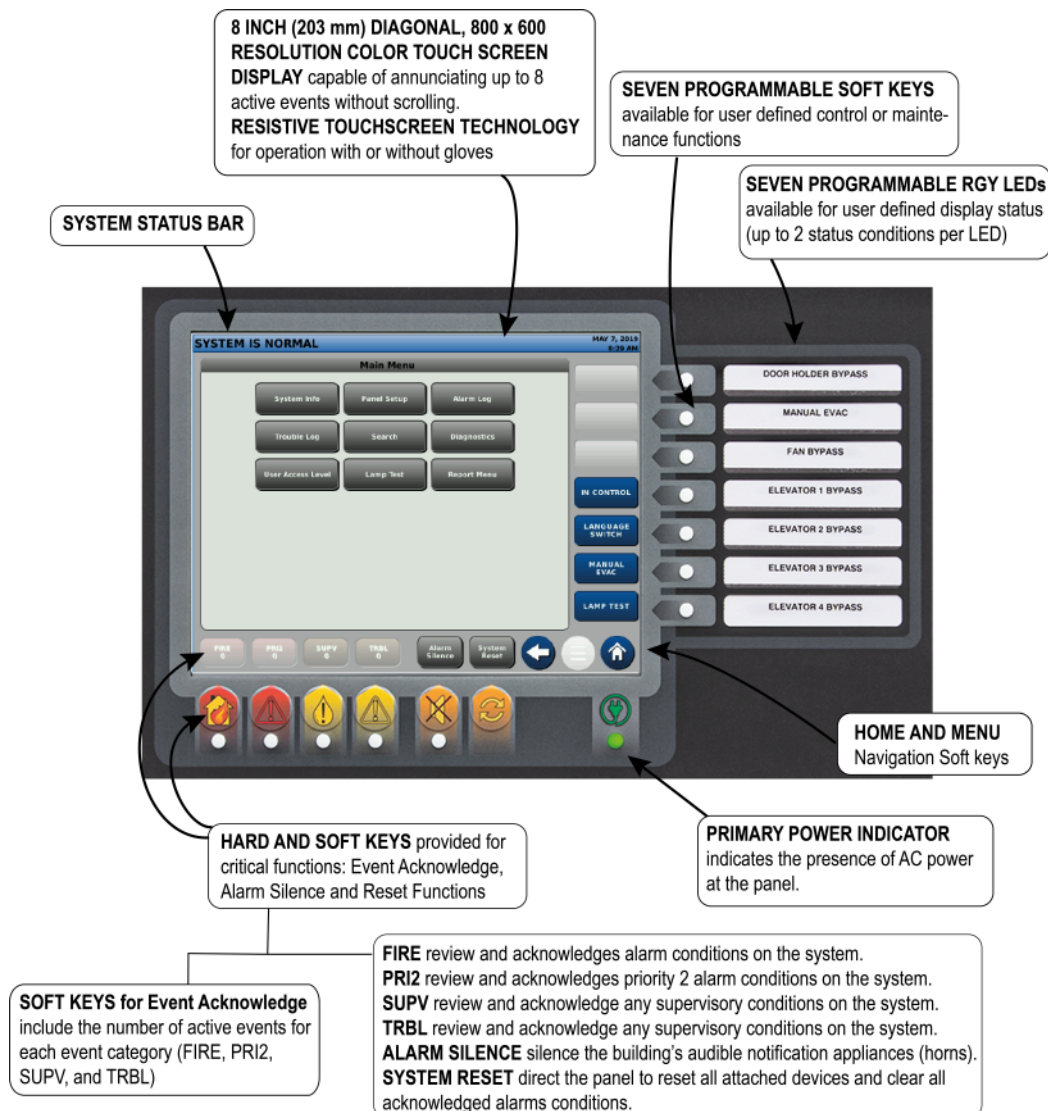 8 INCH (203 mm) DIAGONAL, 800 x 600
RESOLUTION COLOR TOUCH SCREEN
DISPLAY capable of annunciating up to 8
active events without scrolling.
RESISTIVE TOUCHSCREEN TECHNOLOGY
for operation with or without gloves
SEVEN PROGRAMMABLE SOFT KEYS
available for user defined control or mainte-
nance functions
SEVEN PROGRAMMABLE RGY LEDs
available for user defined display status
(up to 2 status conditions per LED)
SYSTEM STATUS BAR
SYSTEM IS NORMAL
MAY 7, 2019
9:29 AM
Main Menu
System Info
Panel Setup
Alarm Log
Trouble Log
Search
Diagnostics
User Access Level
Lamp Test
Report Menu
IN CONTROL
LANGUAGE
SWITCH
MANUAL
EVAC
LAMP TEST
DOOR HOLDER BYPASS
MANUAL EVAC
FAN BYPASS
ELEVATOR 1 BYPASS
ELEVATOR 2 BYPASS
ELEVATOR 3 BYPASS
ELEVATOR 4 BYPASS
FIRE
0
PRI2
0
SUPV
0
TRBL
0
Alarm
Silence
System
Reset
HOME AND MENU
Navigation Soft keys
HARD AND SOFT KEYS provided for
critical functions: Event Acknowledge,
Alarm Silence and Reset Functions
PRIMARY POWER INDICATOR
indicates the presence of AC power
at the panel.
SOFT KEYS for Event Acknowledge
include the number of active events for
each event category (FIRE, PRI2,
SUPV, and TRBL)
FIRE review and acknowledges alarm conditions on the system.
PRI2 review and acknowledges priority 2 alarm conditions on the system.
SUPV review and acknowledge any supervisory conditions on the system.
TRBL review and acknowledge any supervisory conditions on the system.
ALARM SILENCE silence the building's audible notification appliances (horns).
SYSTEM RESET direct the panel to reset all attached devices and clear all
acknowledged alarms conditions.